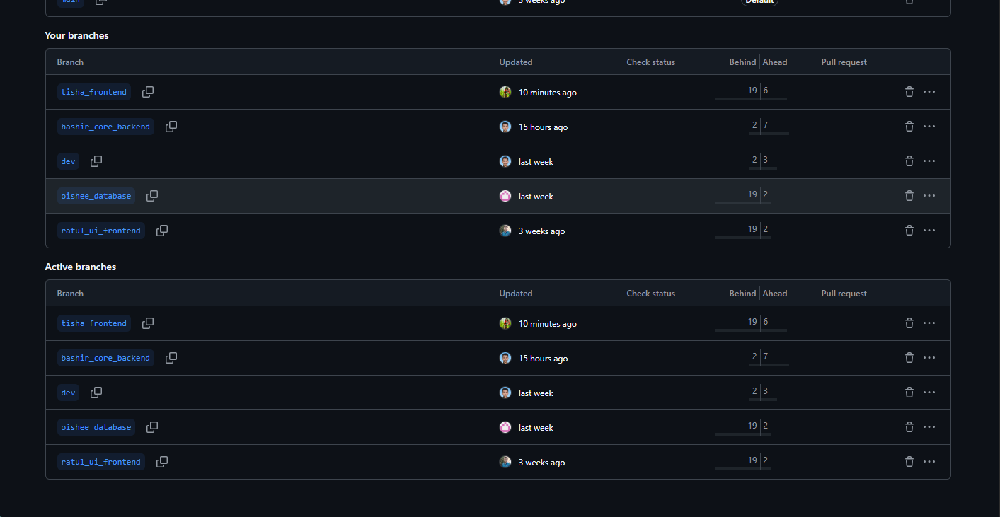 main 3 weeks ago Default
Your branches
Branch Updated Check status Behind Ahead Pull request
tisha_frontend 10 minutes ago 19 6
bashir_core_backend 15 hours ago 2 7
dev last week 2 3
oishee_database last week 19 2
ratul_ui_frontend 3 weeks ago 19 2
Active branches
Branch Updated Check status Behind Ahead Pull request
tisha_frontend 10 minutes ago 19 6
bashir_core_backend 15 hours ago 2 7
dev last week 2 3
oishee_database last week 19 2
ratul_ui_frontend 3 weeks ago 19 2